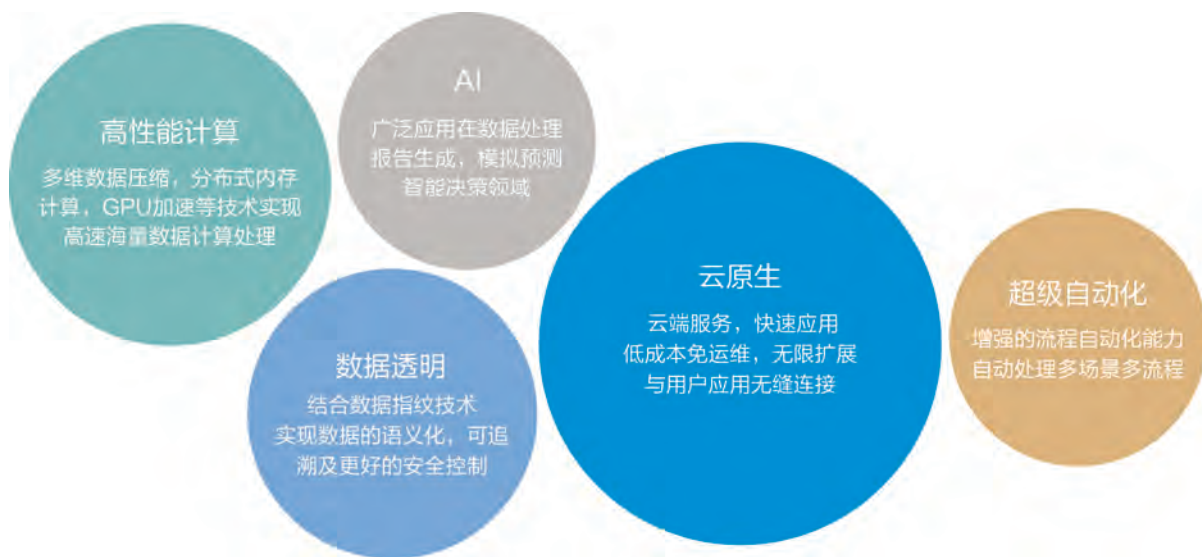 高性能计算
多维数据压缩，分布式内存
计算，GPU加速等技术实现
高速海量数据计算处理
AI
广泛应用在数据处理
报告生成，模拟预测
智能决策领域
数据透明
结合数据指纹技术
实现数据的语义化，可追
溯及更好的安全控制
云原生
云端服务，快速应用
低成本免运维，无限扩展
与用户应用无缝连接
超级自动化
增强的流程自动化能力
自动处理多场景多流程